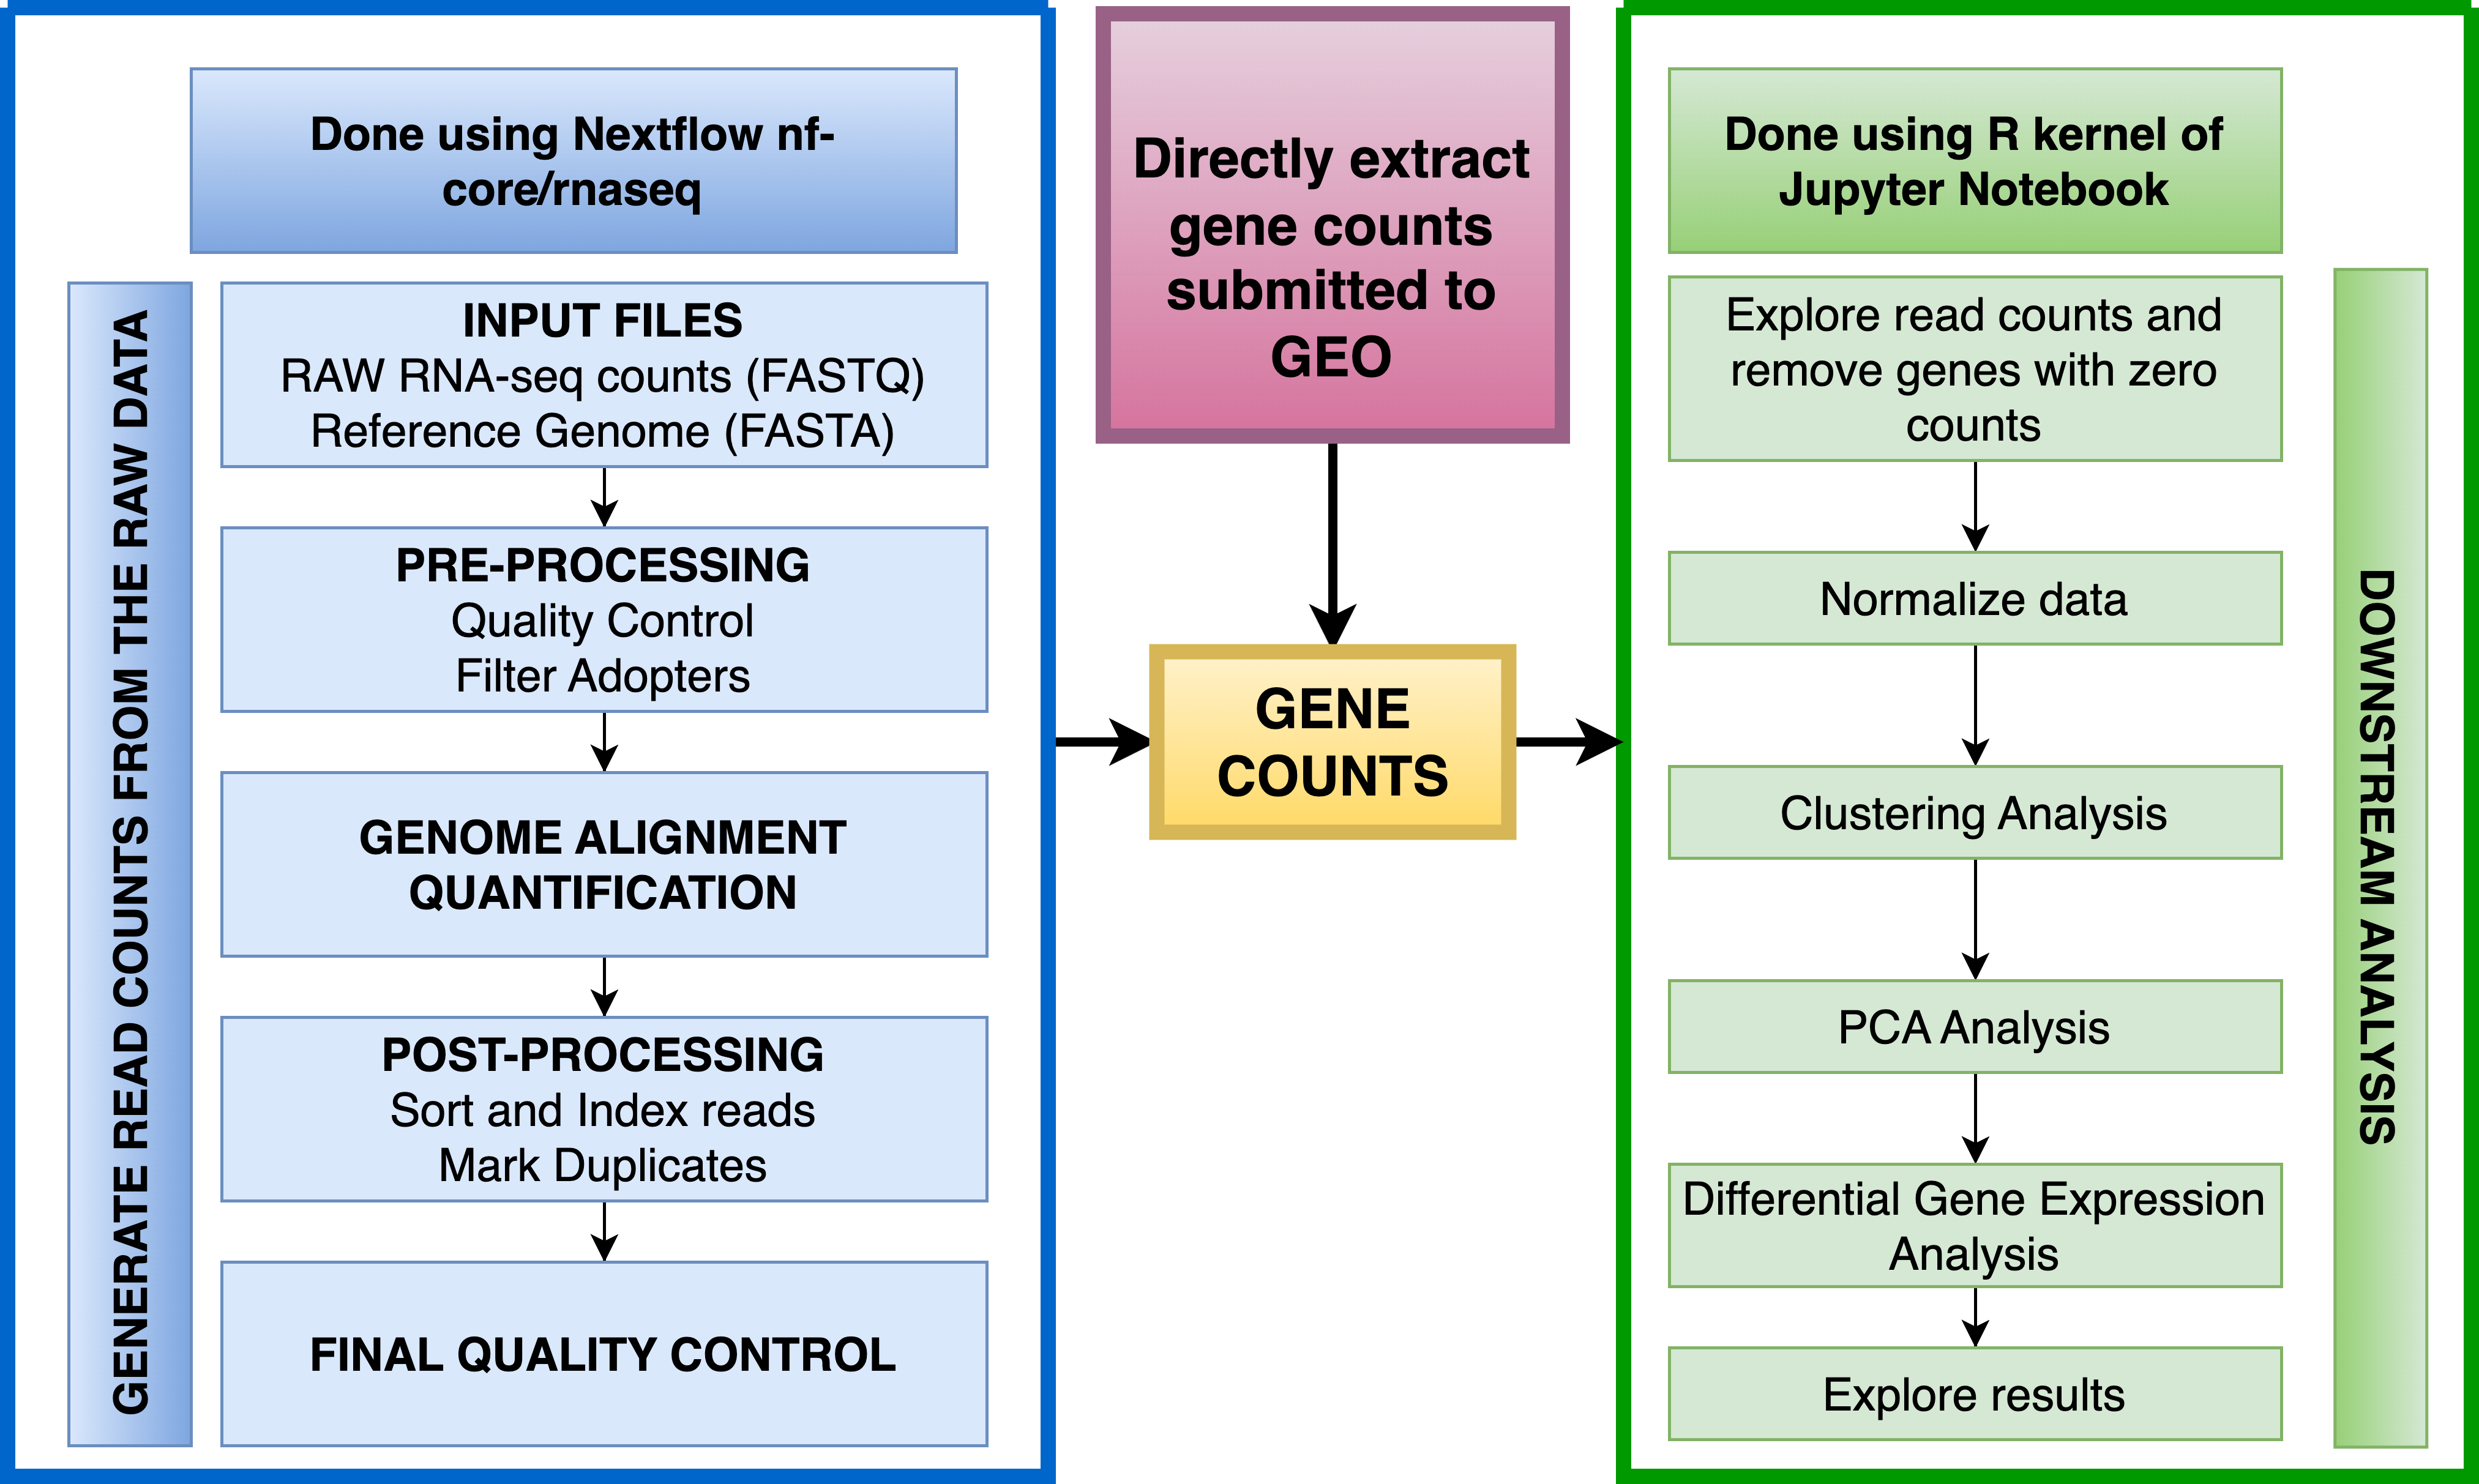 Done using Nextflow nf-
core/rnaseq
GENERATE READ COUNTS FROM THE RAW DATA
INPUT FILES
RAW RNA-seq counts (FASTQ)
Reference Genome (FASTA)
PRE-PROCESSING
Quality Control
Filter Adopters
GENOME ALIGNMENT
QUANTIFICATION
POST-PROCESSING
Sort and Index reads
Mark Duplicates
FINAL QUALITY CONTROL
Directly extract
gene counts
submitted to
GEO
GENE
COUNTS
Done using R kernel of
Jupyter Notebook
Explore read counts and
remove genes with zero
counts
Normalize data
Clustering Analysis
PCA Analysis
Differential Gene Expression
Analysis
Explore results
DOWNSTREAM ANALYSIS